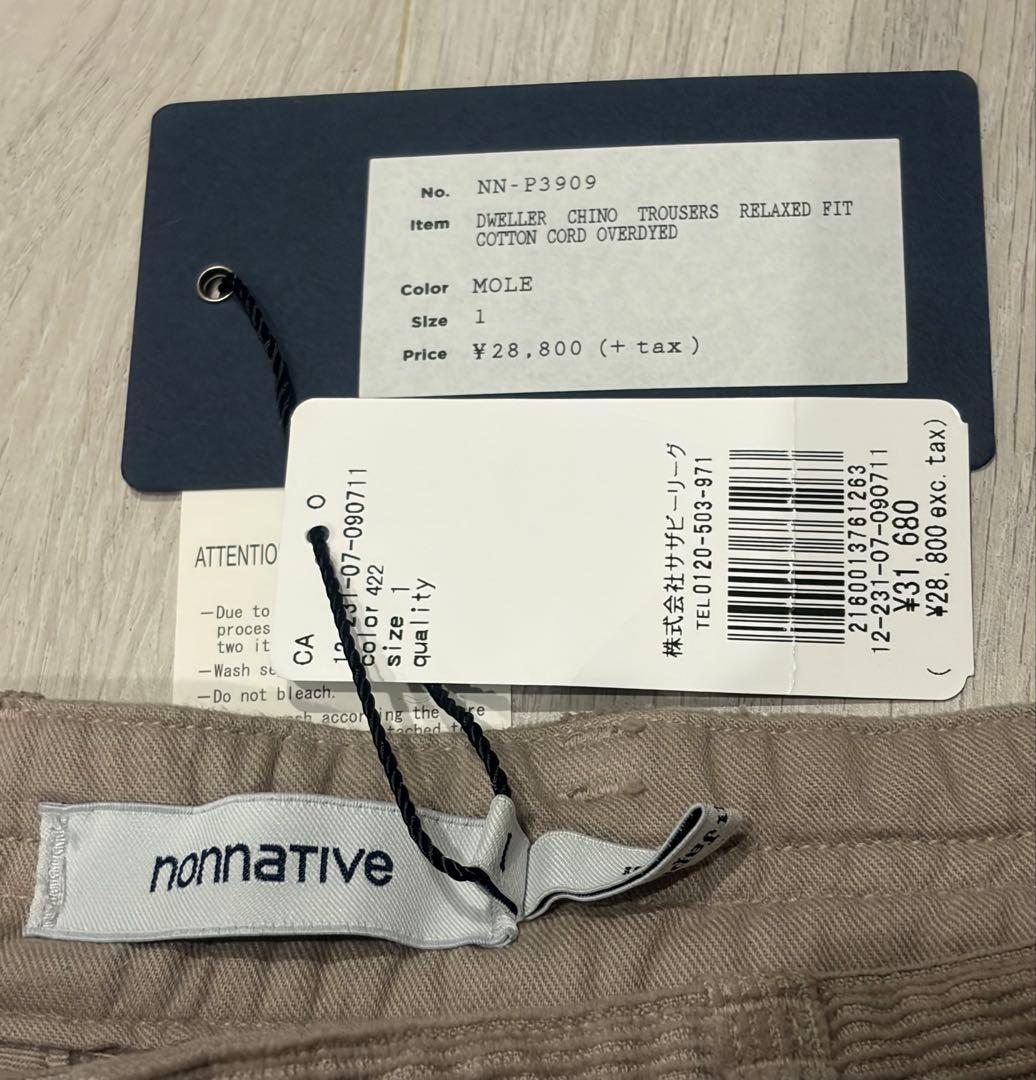 No. NN-P3909
Item DWELLER CHINO TROUSERS RELAXED FIT
COTTON CORD OVERDYED
Color MOLE
Size 1
Price ¥28,800 (+ tax)
CA O
12-231-07-090711
color 422
size 1
quality
株式会社サザビーリーグ
TEL0120-503-971
2160013761263
12-231-07-090711
¥31,680
(¥28,800 exc. tax)
ATTENTIO
—Due to
proces
two it
—Wash se
—Do not bleach.
according the
nonnative